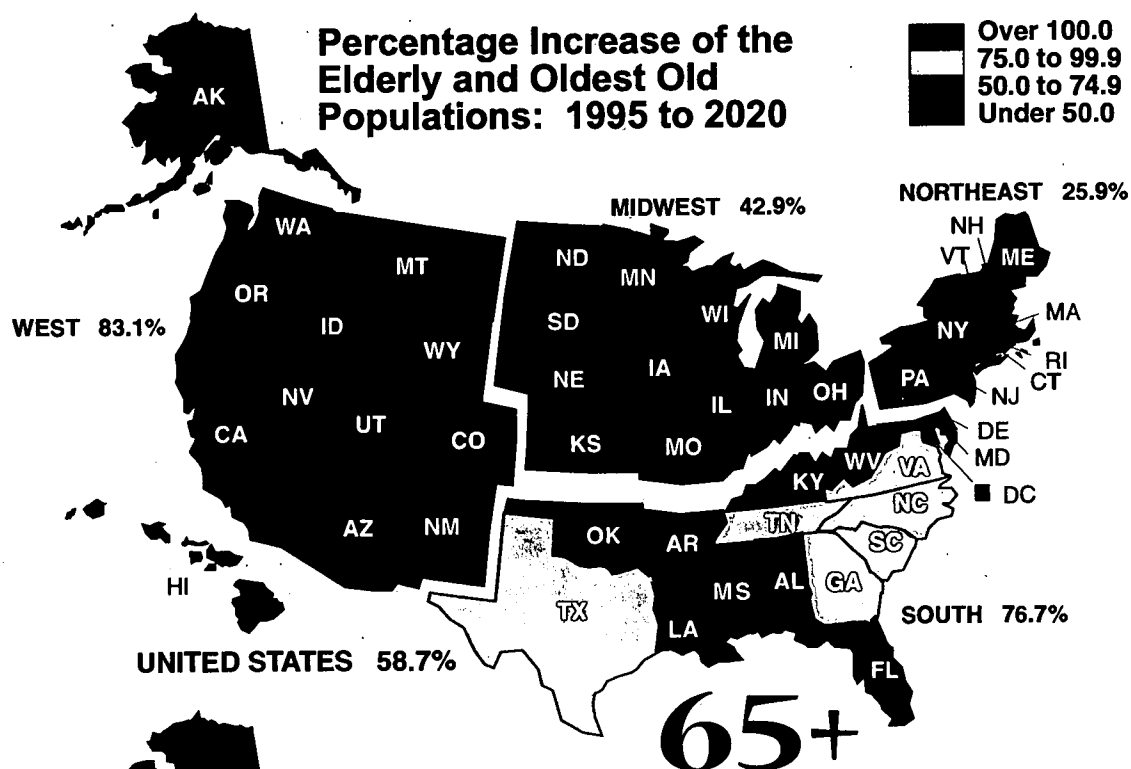 Percentage Increase of the
Elderly and Oldest Old
Populations: 1995 to 2020
Over 100.0
75.0 to 99.9
50.0 to 74.9
Under 50.0
AK
MIDWEST 42.9%
NORTHEAST 25.9%
NH
VT
ME
WA
MT
ND
MN
OR
ID
SD
WI
MI
NY
MA
WEST 83.1%
WY
RI
CT
NE
IA
PA
NJ
NV
IL
IN
OH
CA
UT
CO
KS
MO
DE
MD
WV
VA
KY
DC
NC
AZ
NM
OK
AR
TN
SC
HI
TX
MS
AL
GA
LA
SOUTH 76.7%
UNITED STATES 58.7%
FL
65+